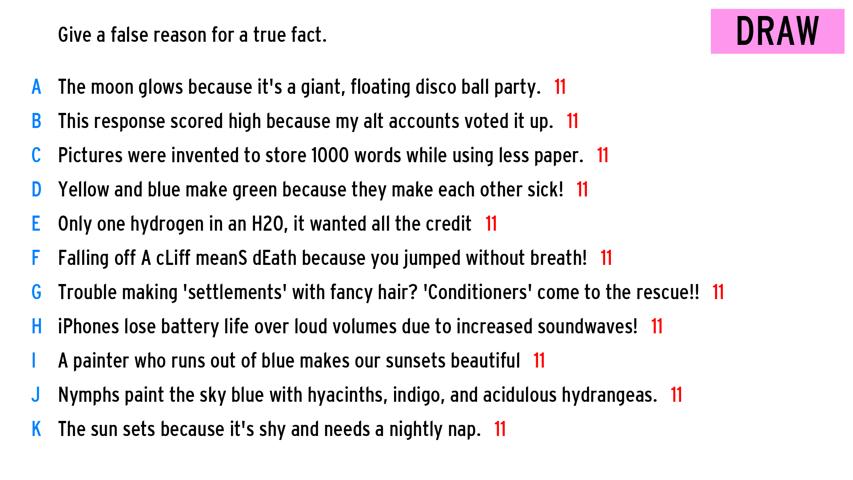 Give a false reason for a true fact.
DRAW
A The moon glows because it's a giant, floating disco ball party. 11
B This response scored high because my alt accounts voted it up. 11
C Pictures were invented to store 1000 words while using less paper. 11
D Yellow and blue make green because they make each other sick! 11
E Only one hydrogen in an H2O, it wanted all the credit 11
F Falling off A cLiff meanS dEath because you jumped without breath! 11
G Trouble making 'settlements' with fancy hair? 'Conditioners' come to the rescue!! 11
H iPhones lose battery life over loud volumes due to increased soundwaves! 11
I A painter who runs out of blue makes our sunsets beautiful 11
J Nymphs paint the sky blue with hyacinths, indigo, and acidulous hydrangeas. 11
K The sun sets because it's shy and needs a nightly nap. 11